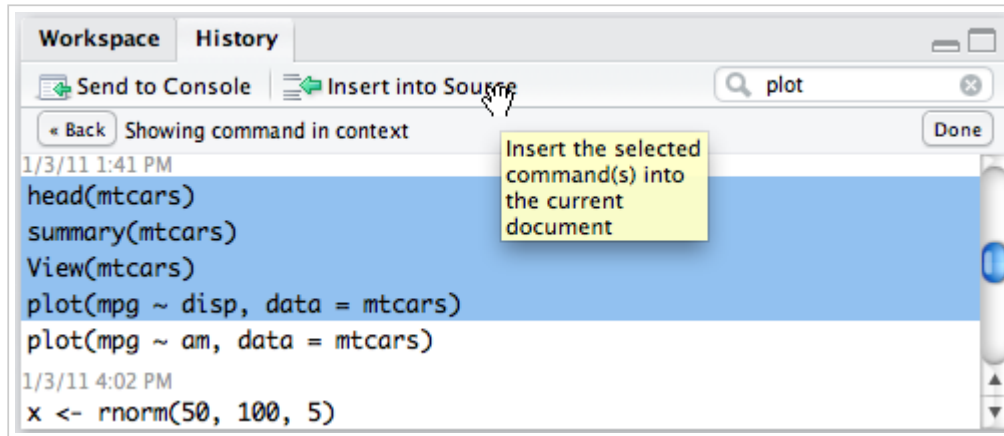 Workspace History
Send to Console Insert into Source plot
« Back Showing command in context Done
1/3/11 1:41 PM
Insert the selected
command(s) into
the current
document
head(mtcars)
summary(mtcars)
View(mtcars)
plot(mpg ~ disp, data = mtcars)
plot(mpg ~ am, data = mtcars)
1/3/11 4:02 PM
x <- rnorm(50, 100, 5)